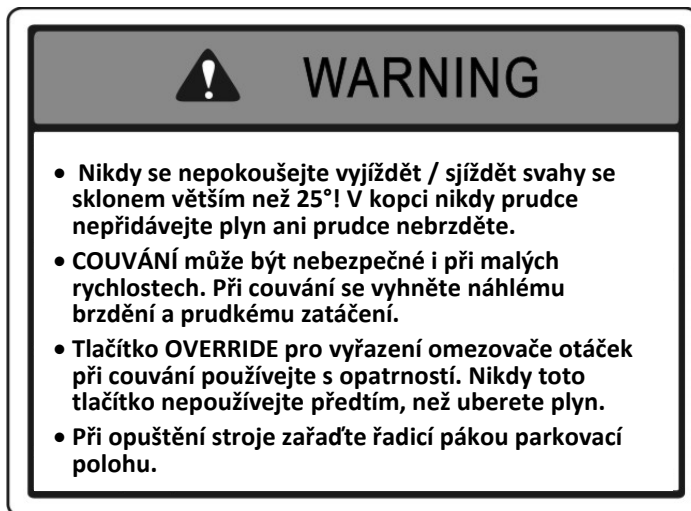 WARNING
• Nikdy se nepokoušejte vyjíždět / sjíždět svahy se
sklonem větším než 25°! V kopci nikdy prudce
nepřidávejte plyn ani prudce nebrzděte.
• COUVÁNÍ může být nebezpečné i při malých
rychlostech. Při couvání se vyhněte náhlému
brzdění a prudkému zatáčení.
• Tlačítko OVERRIDE pro vyřazení omezovače otáček
při couvání používejte s opatrností. Nikdy toto
tlačítko nepoužívejte předtím, než uberete plyn.
• Při opuštění stroje zařaďte řadicí pákou parkovací
polohu.